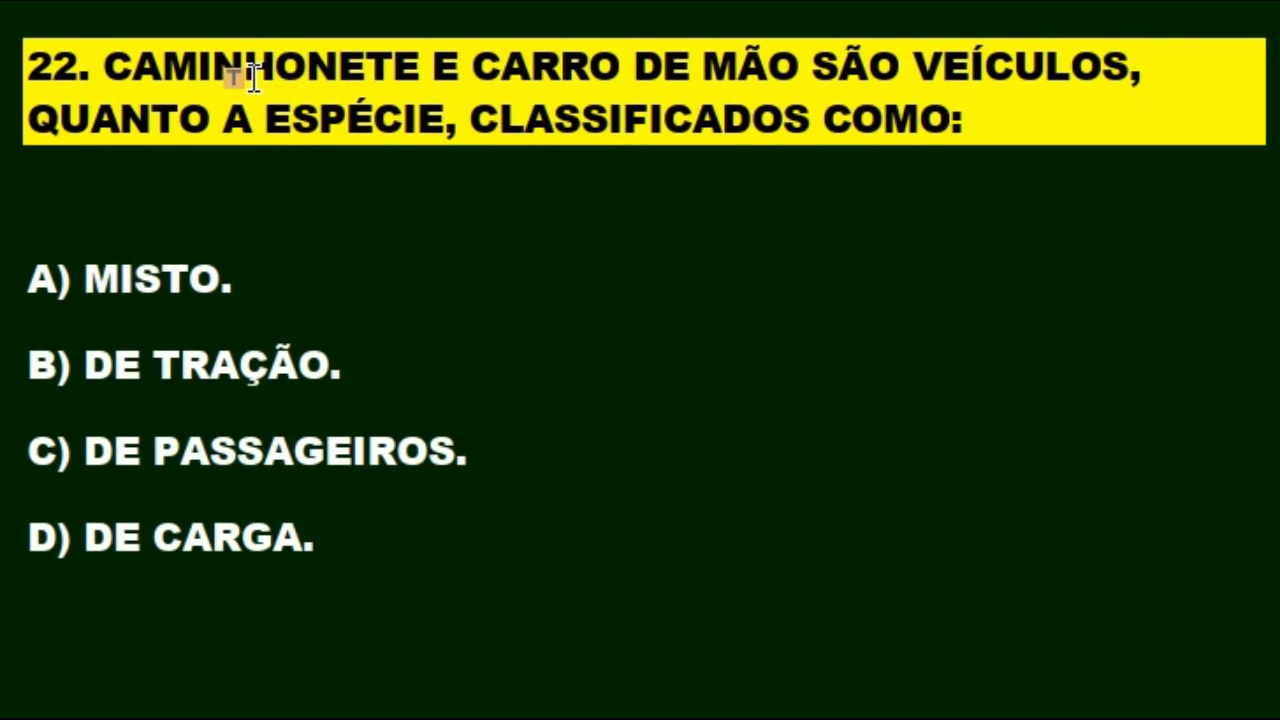 22. CAMINHONETE E CARRO DE MÃO SÃO VEÍCULOS,
QUANTO A ESPÉCIE, CLASSIFICADOS COMO:
A) MISTO.
B) DE TRAÇÃO.
C) DE PASSAGEIROS.
D) DE CARGA.